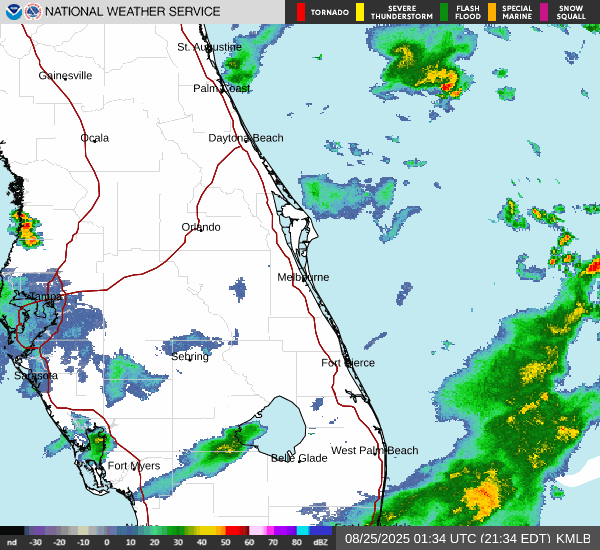 NATIONAL WEATHER SERVICE
TORNADO
SEVERE THUNDERSTORM
FLASH FLOOD
SPECIAL MARINE
SNOW SQUALL
St. Augustine
Gainesville
Palm Coast
Ocala
Daytona Beach
Orlando
Melbourne
Tampa
Sebring
Fort Pierce
Sarasota
West Palm Beach
Belle Glade
Fort Myers
nd -30 -20 -10 0 10 20 30 40 50 60 70 80 dBZ
08/25/2025 01:34 UTC (21:34 EDT) KMLB